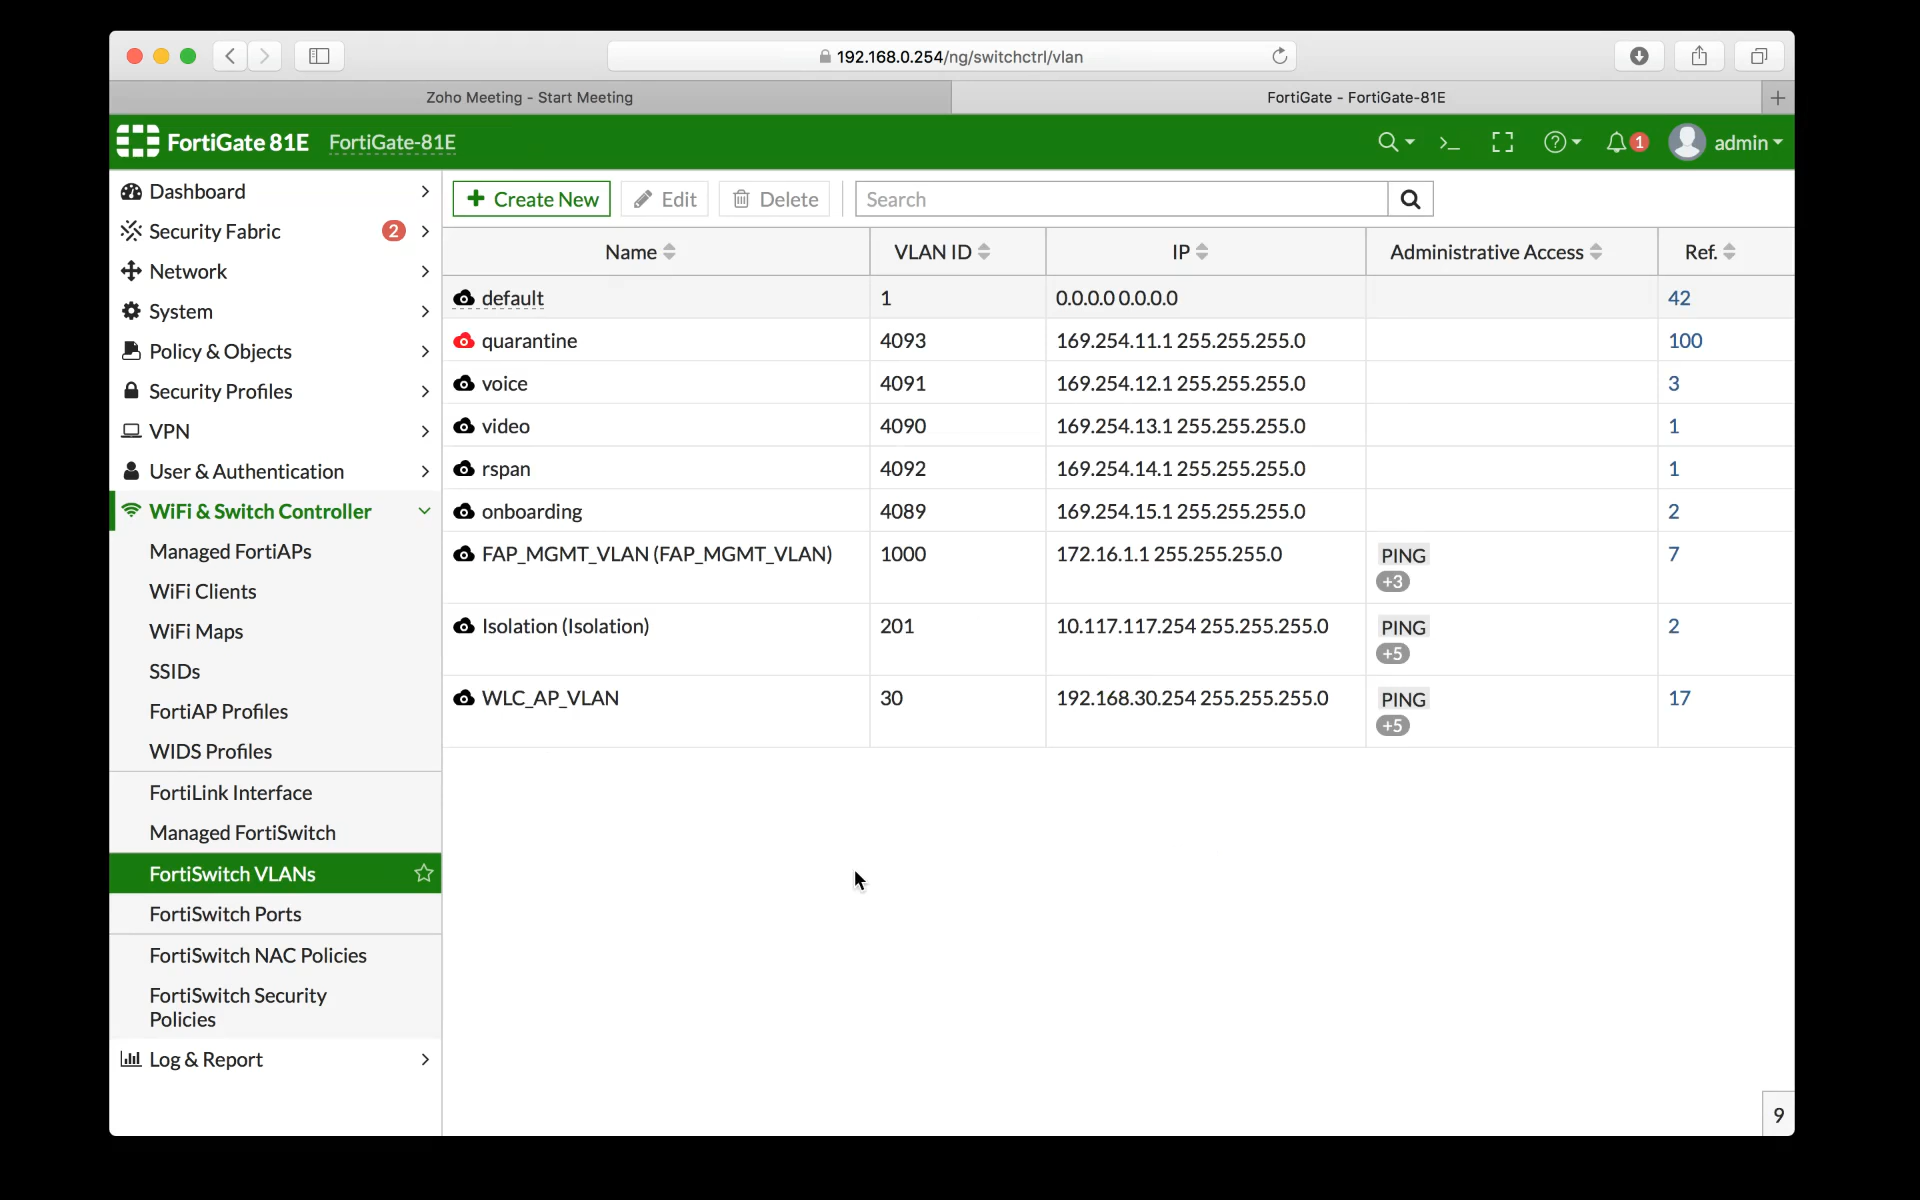 192.168.0.254/ng/switchctrl/vlan
Zoho Meeting - Start Meeting
FortiGate - FortiGate-81E
FortiGate 81E FortiGate-81E
1 admin
Dashboard
Security Fabric 2
Network
System
Policy & Objects
Security Profiles
VPN
User & Authentication
WiFi & Switch Controller
Managed FortiAPs
WiFi Clients
WiFi Maps
SSIDs
FortiAP Profiles
WIDS Profiles
FortiLink Interface
Managed FortiSwitch
FortiSwitch VLANs
FortiSwitch Ports
FortiSwitch NAC Policies
FortiSwitch Security
Policies
Log & Report
Create New Edit Delete Search
Name VLAN ID IP Administrative Access Ref.
default 1 0.0.0.0 0.0.0.0 42
quarantine 4093 169.254.11.1 255.255.255.0 100
voice 4091 169.254.12.1 255.255.255.0 3
video 4090 169.254.13.1 255.255.255.0 1
rspan 4092 169.254.14.1 255.255.255.0 1
onboarding 4089 169.254.15.1 255.255.255.0 2
FAP_MGMT_VLAN (FAP_MGMT_VLAN) 1000 172.16.1.1 255.255.255.0 PING 7
+3
Isolation (Isolation) 201 10.117.117.254 255.255.255.0 PING 2
+5
WLC_AP_VLAN 30 192.168.30.254 255.255.255.0 PING 17
+5
9